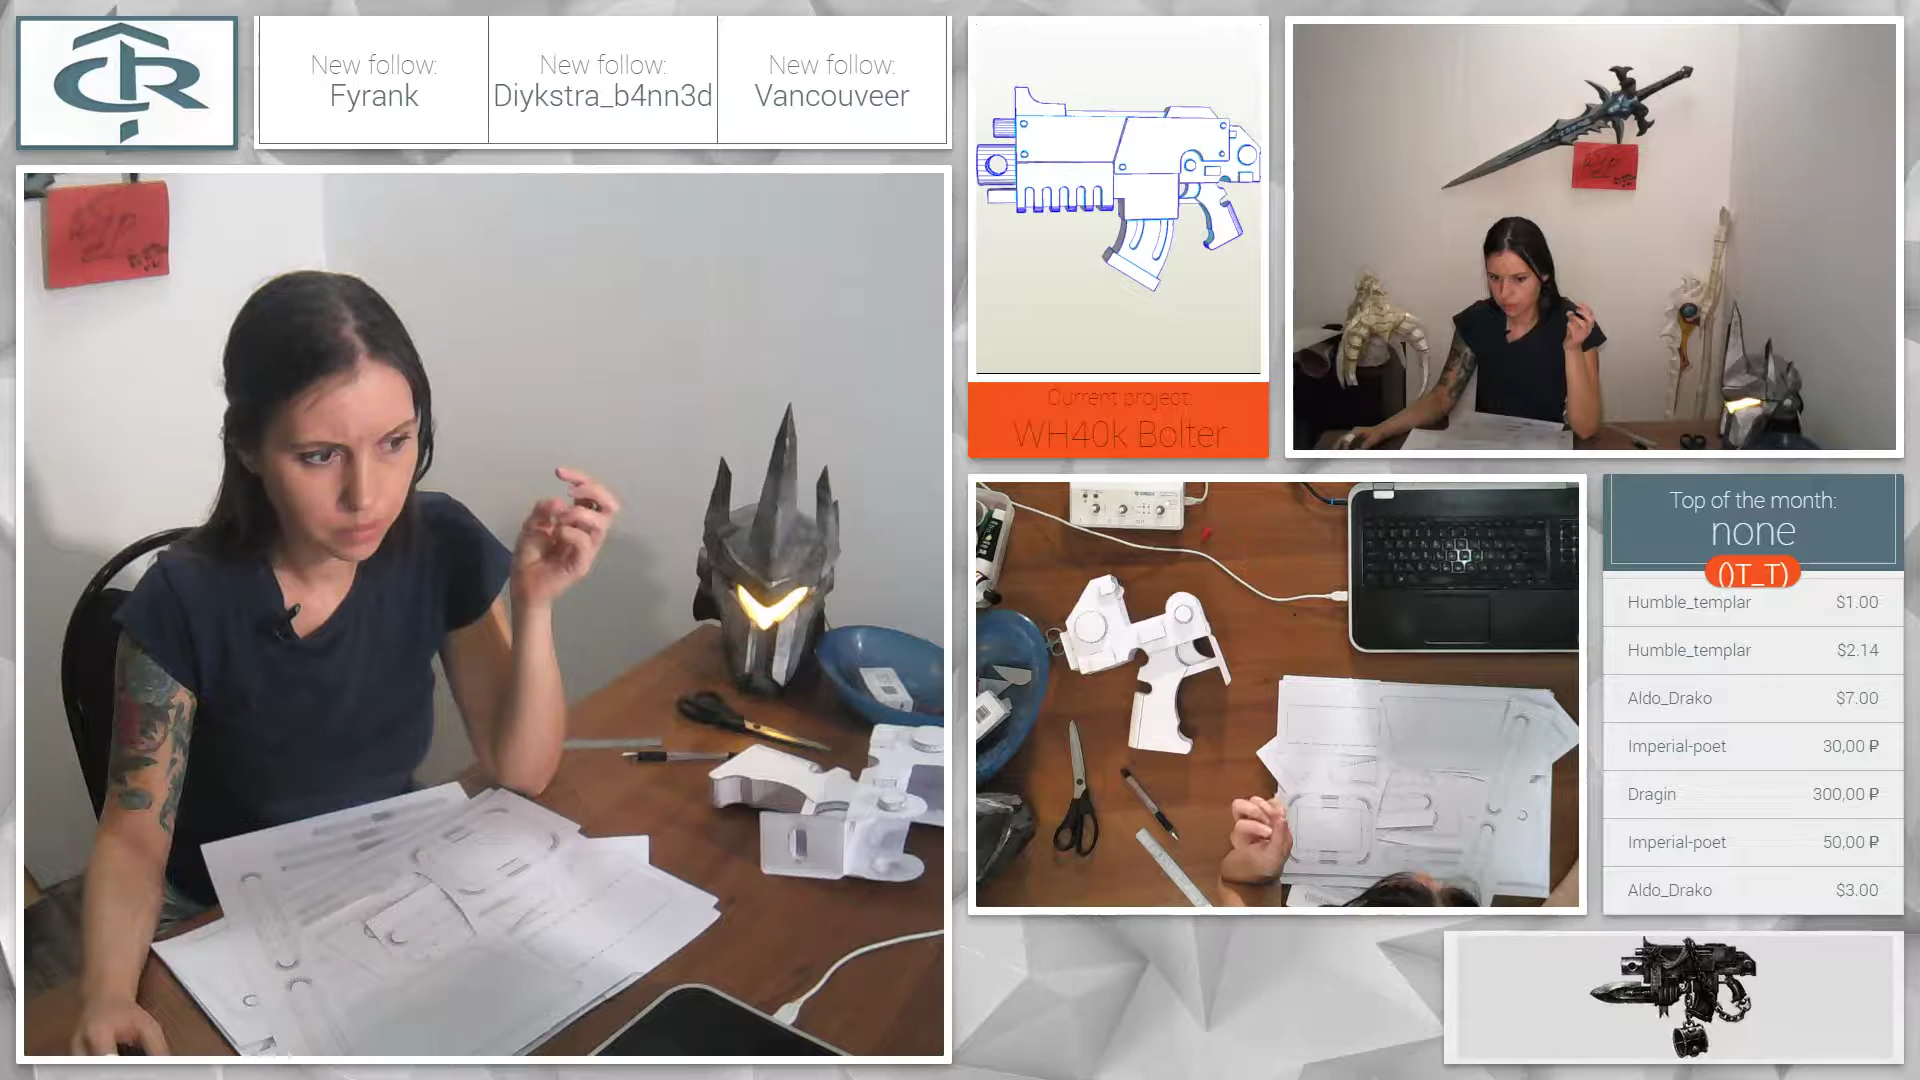 New follow:
Fyrank
New follow:
Diykstra_b4nn3d
New follow:
Vancouveer
Current project:
WH40k Bolter
Top of the month:
none
()T_T)
Humble_templar $1.00
Humble_templar $2.14
Aldo_Drako $7.00
Imperial-poet 30,00 ₽
Dragin 300,00 ₽
Imperial-poet 50,00 ₽
Aldo_Drako $3.00